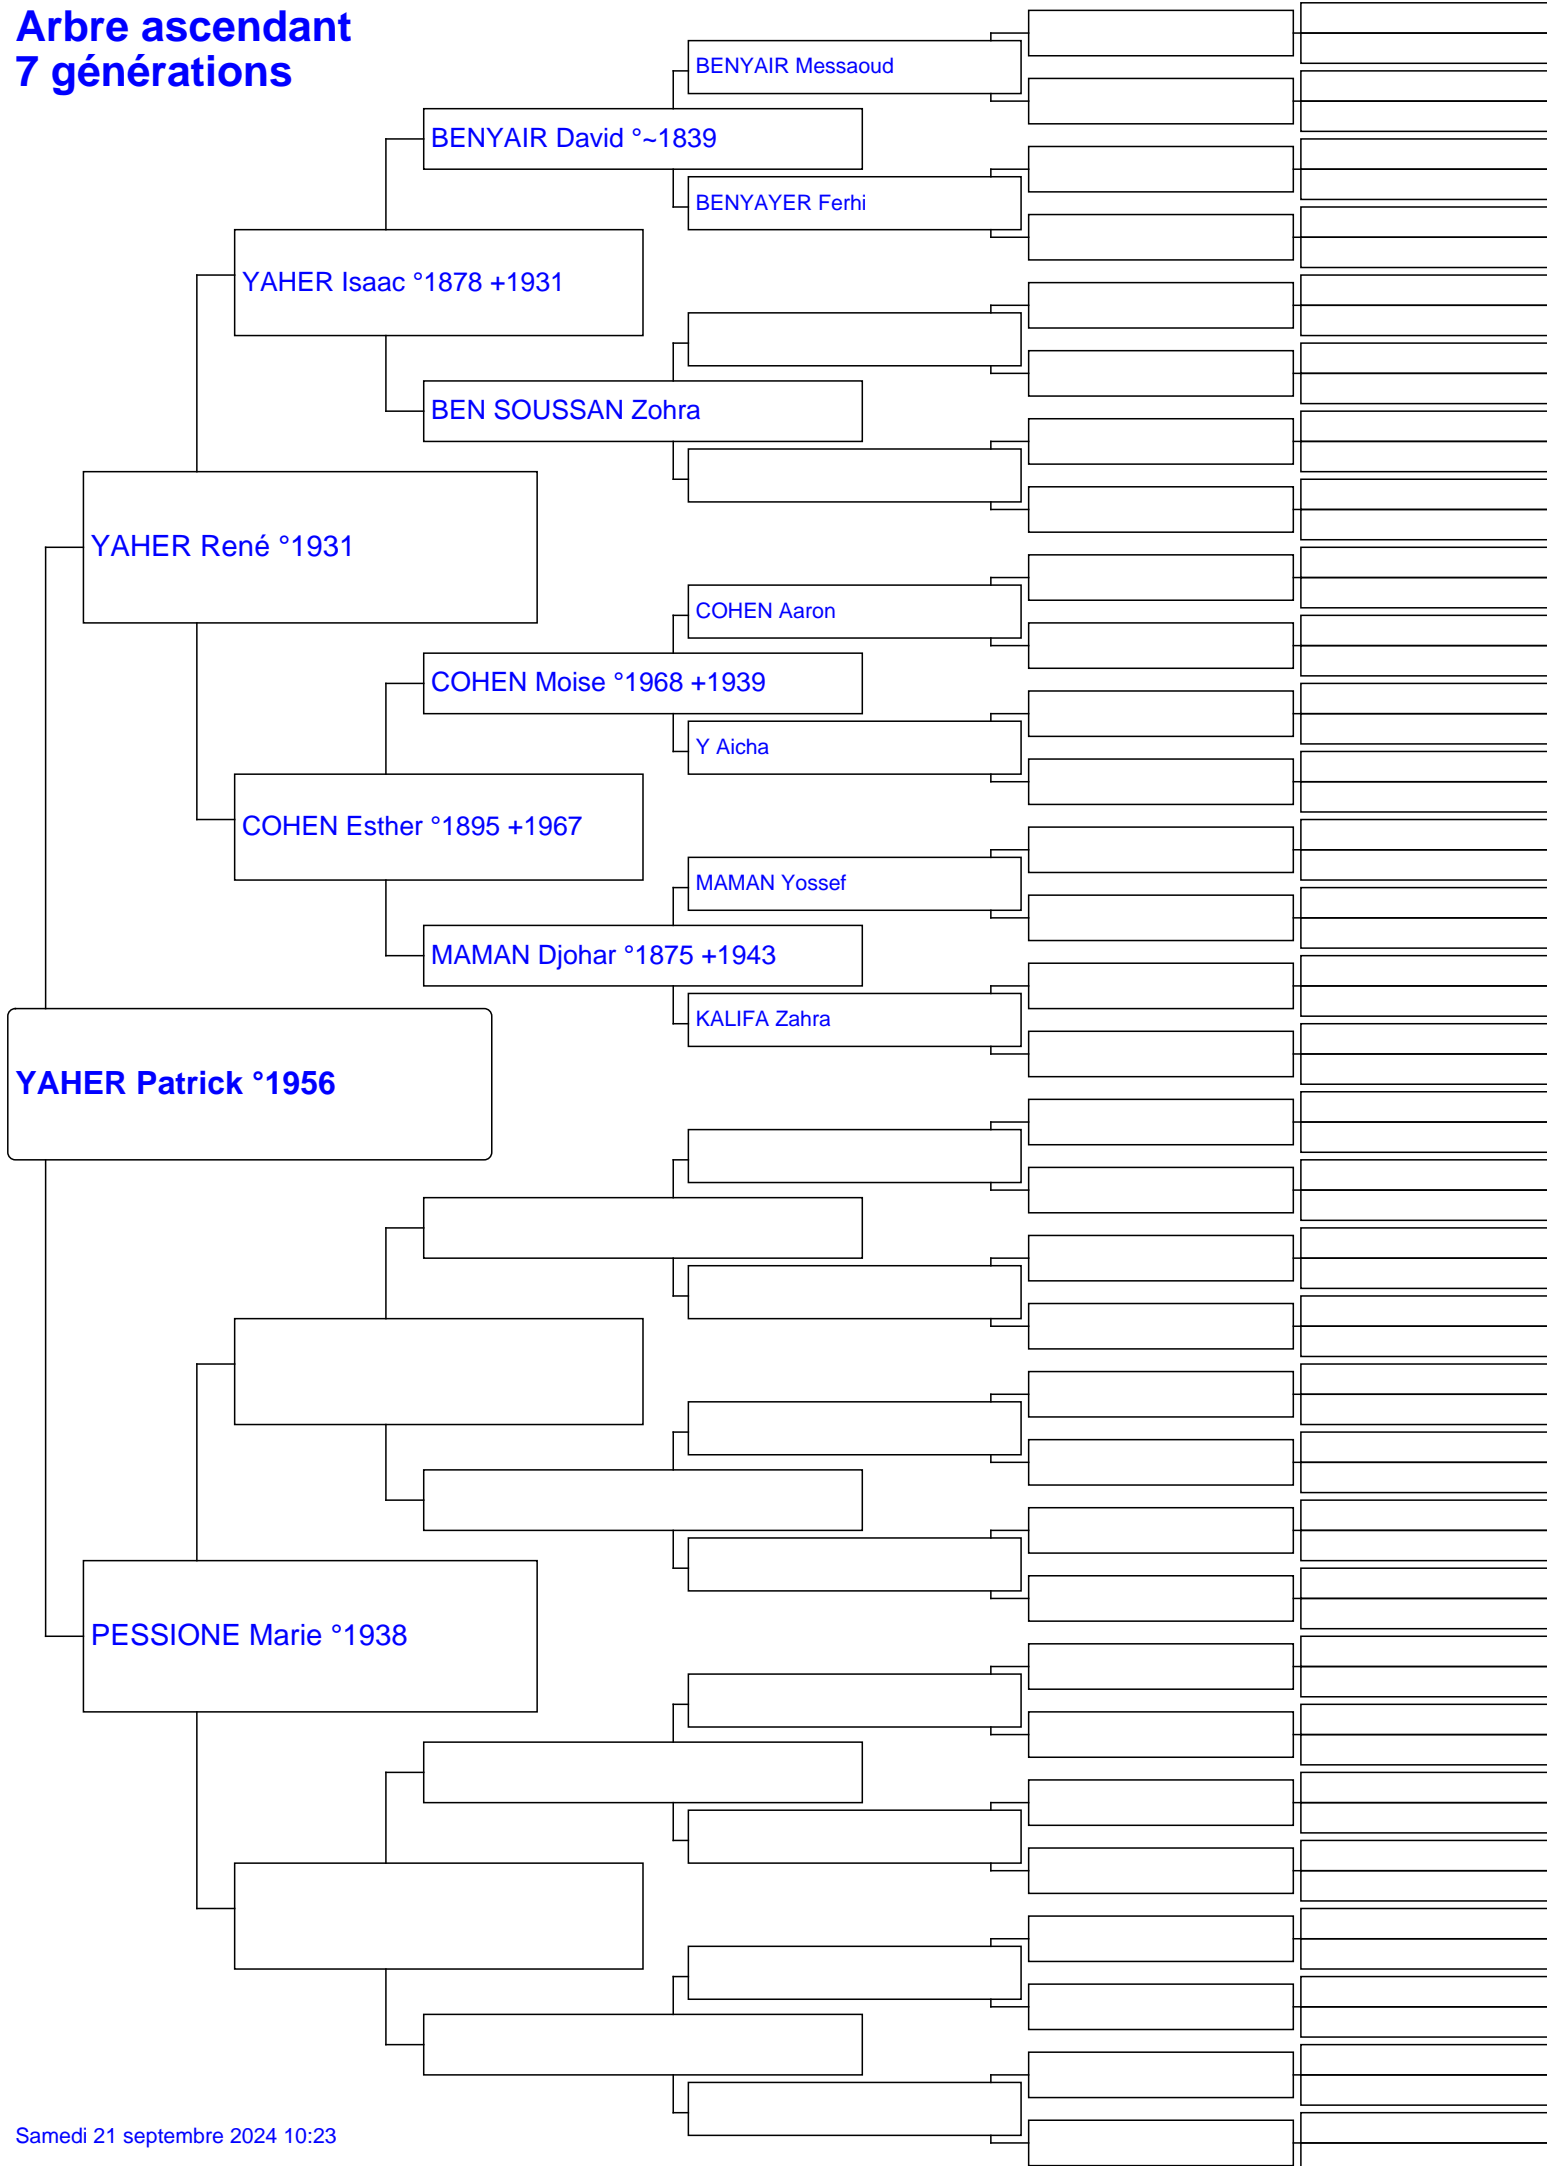 Arbre ascendant
7 générations
BENYAIR Messaoud
BENYAIR David °~1839
BENYAYER Ferhi
YAHER Isaac °1878 +1931
BEN SOUSSAN Zohra
YAHER René °1931
COHEN Aaron
COHEN Moise °1968 +1939
Y Aicha
COHEN Esther °1895 +1967
MAMAN Yossef
MAMAN Djohar °1875 +1943
KALIFA Zahra
YAHER Patrick °1956
PESSIONE Marie °1938
Samedi 21 septembre 2024 10:23